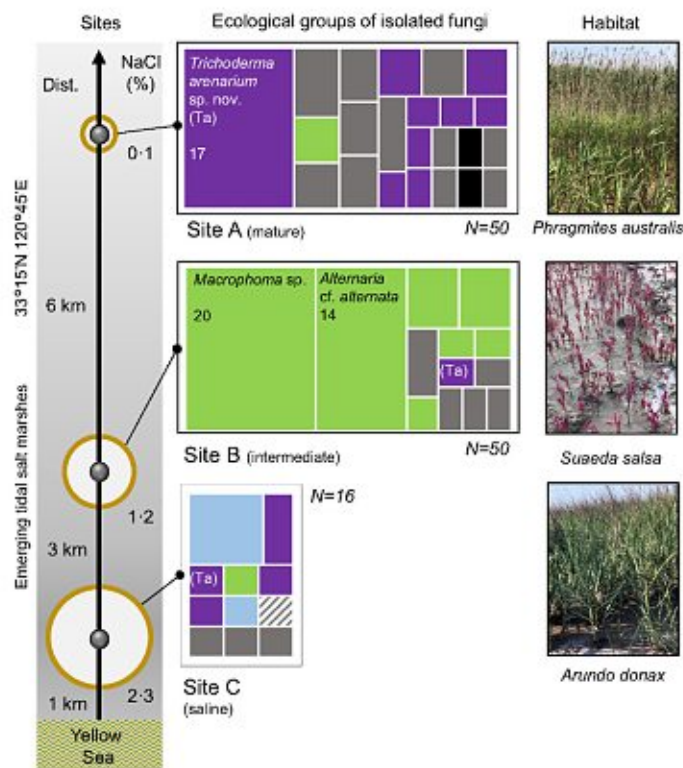 Sites
Ecological groups of isolated fungi
Habitat
Dist.
NaCl
(%)
Trichoderma
arenarium
sp. nov.
(Ta)
17
0·1
Site A (mature)
N=50
Phragmites australis
33°15'N 120°45'E
6 km
Macrophoma sp.
20
Alternaria
cf. alternata
14
(Ta)
Site B (intermediate)
N=50
Suaeda salsa
Emerging tidal salt marshes
1·2
3 km
N=16
(Ta)
Site C
(saline)
Arundo donax
1 km
2·3
Yellow
Sea